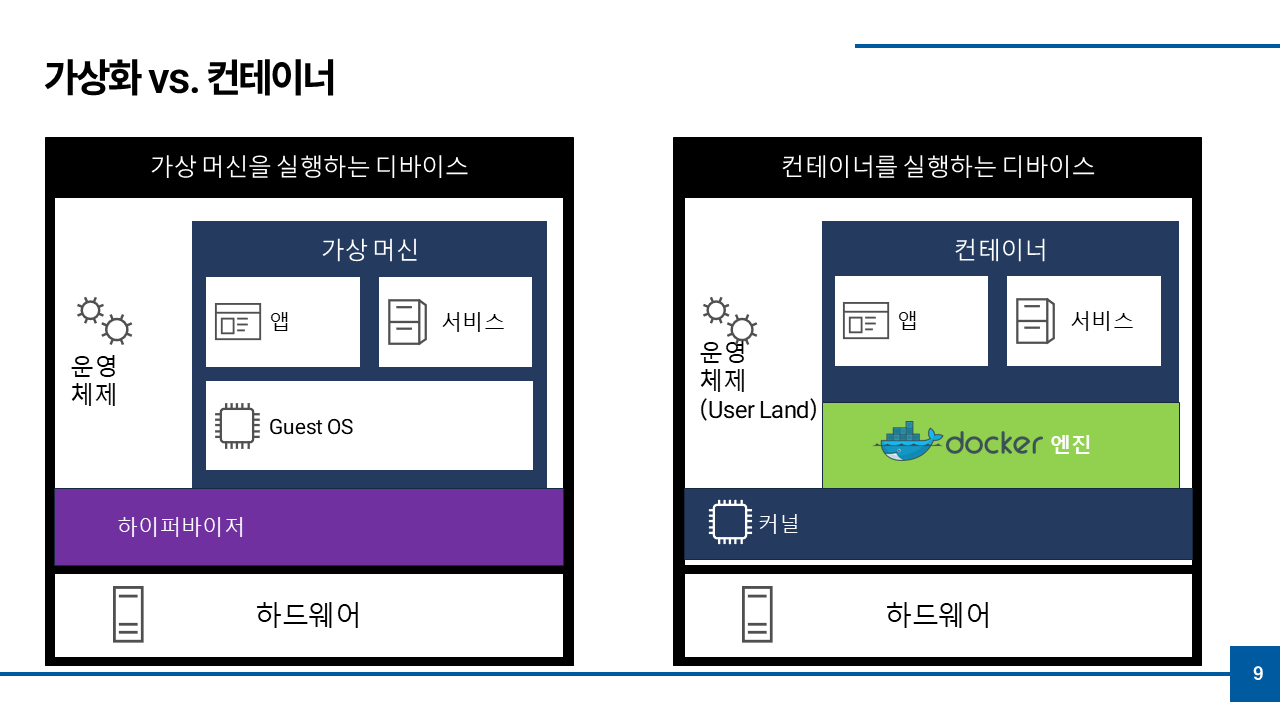 가상화 vs. 컨테이너
가상 머신을 실행하는 디바이스
가상 머신
앱
서비스
운영
체제
Guest OS
하이퍼바이저
하드웨어
컨테이너를 실행하는 디바이스
컨테이너
앱
서비스
운영
체제
(User Land)
docker 엔진
커널
하드웨어
9